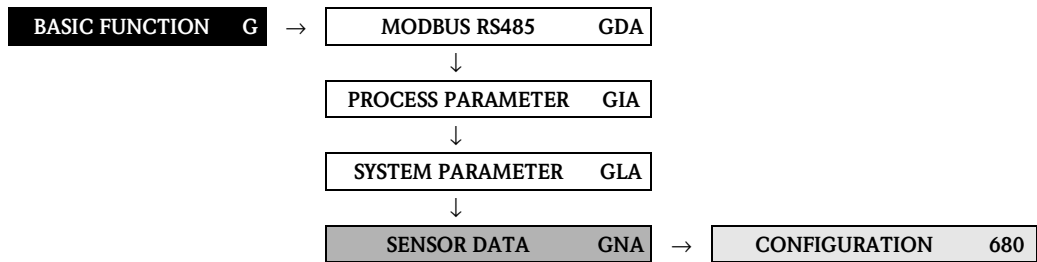 BASIC FUNCTION G → MODBUS RS485 GDA
↓
PROCESS PARAMETER GIA
↓
SYSTEM PARAMETER GLA
↓
SENSOR DATA GNA → CONFIGURATION 680